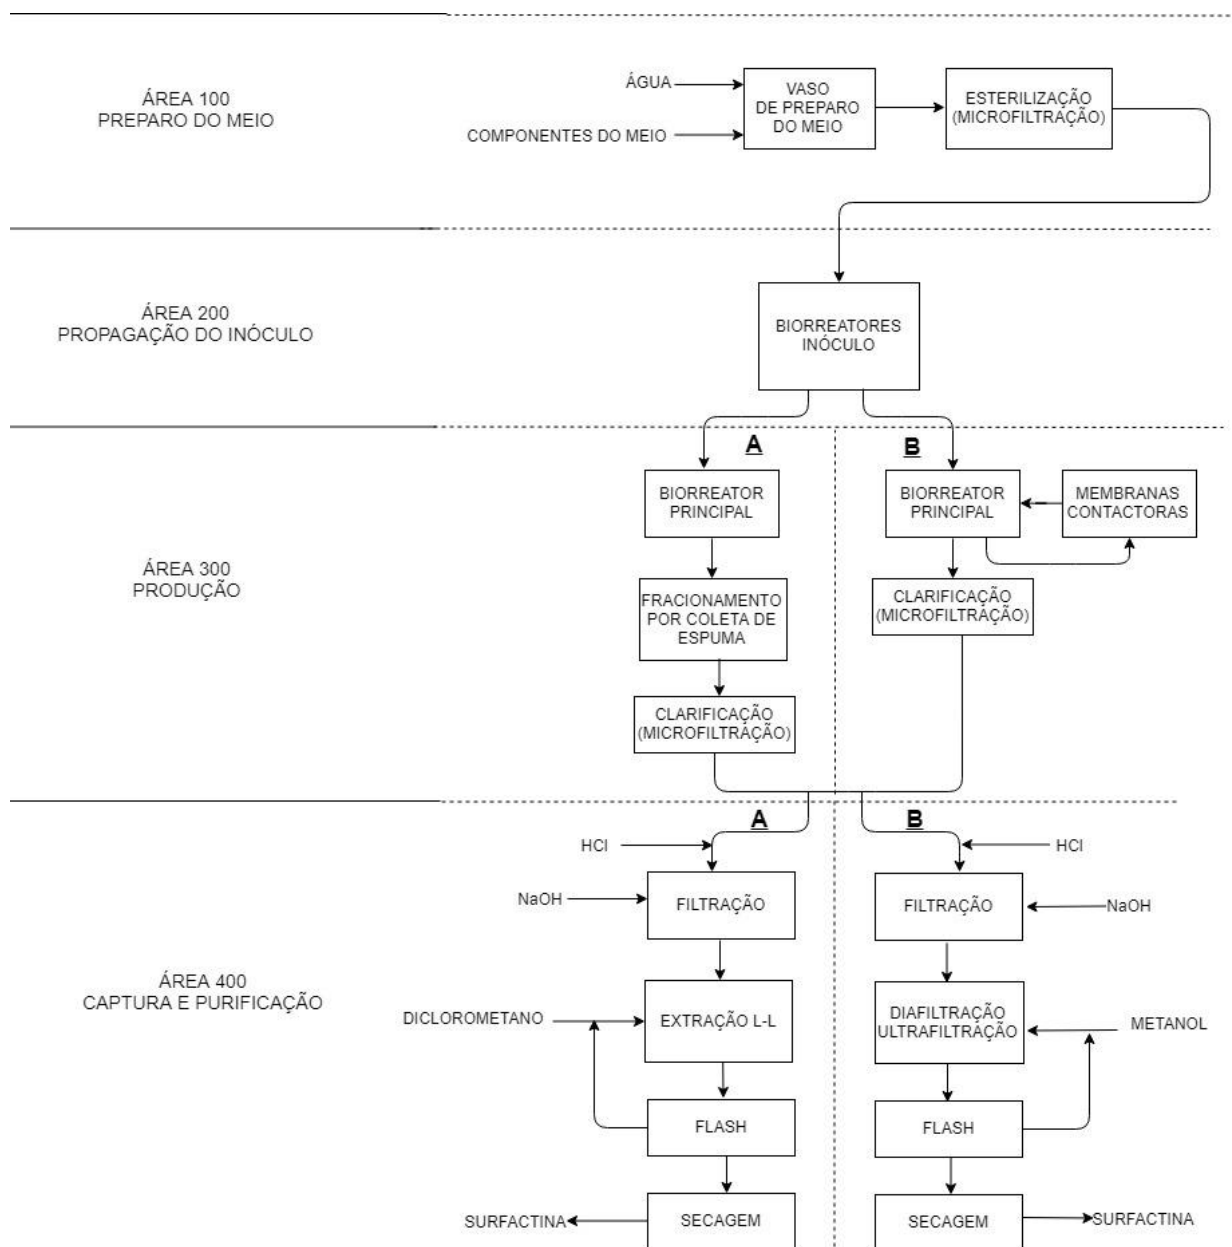 ÁREA 100
PREPARO DO MEIO
ÁGUA
COMPONENTES DO MEIO
VASO
DE PREPARO
DO MEIO
ESTERILIZAÇÃO
(MICROFILTRAÇÃO)
ÁREA 200
PROPAGAÇÃO DO INÓCULO
BIORREATORES
INÓCULO
ÁREA 300
PRODUÇÃO
A
BIORREATOR
PRINCIPAL
FRACIONAMENTO
POR COLETA DE
ESPUMA
CLARIFICAÇÃO
(MICROFILTRAÇÃO)
B
BIORREATOR
PRINCIPAL
MEMBRANAS
CONTACTORAS
CLARIFICAÇÃO
(MICROFILTRAÇÃO)
ÁREA 400
CAPTURA E PURIFICAÇÃO
A
HCl
NaOH
FILTRAÇÃO
DICLOROMETANO
EXTRAÇÃO L-L
FLASH
SURFACTINA
SECAGEM
B
HCl
FILTRAÇÃO
NaOH
DIAFILTRAÇÃO
ULTRAFILTRAÇÃO
METANOL
FLASH
SECAGEM
SURFACTINA